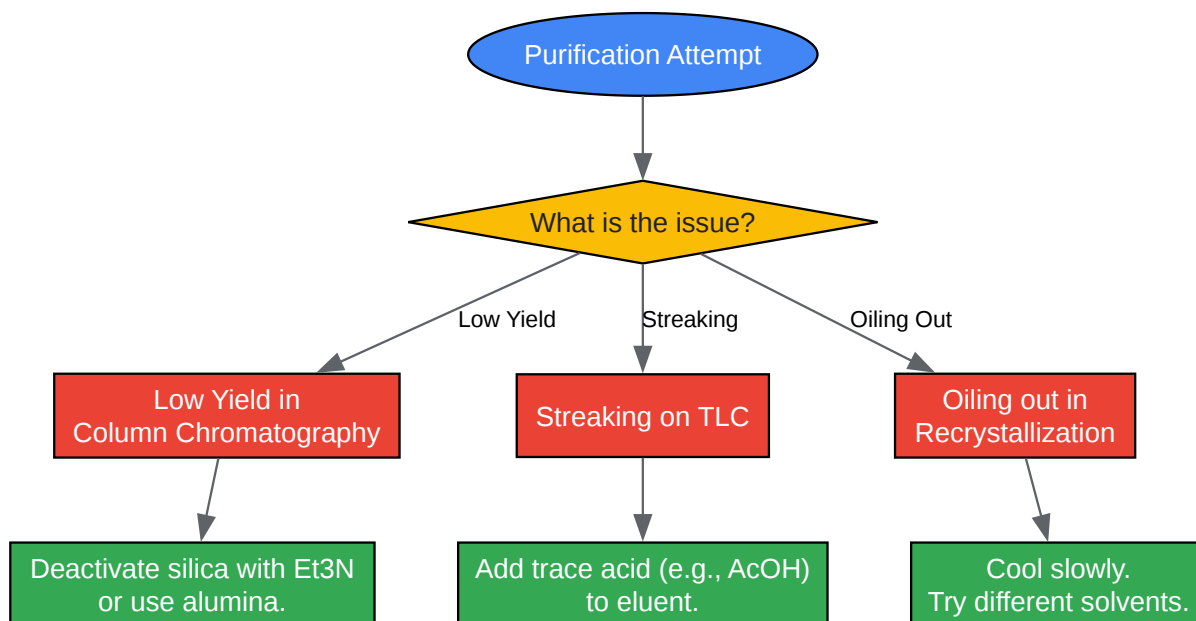 Purification Attempt
What is the issue?
Low Yield
Streaking
Oiling Out
Low Yield in
Column Chromatography
Streaking on TLC
Oiling out in
Recrystallization
Deactivate silica with Et3N
or use alumina.
Add trace acid (e.g., AcOH)
to eluent.
Cool slowly.
Try different solvents.